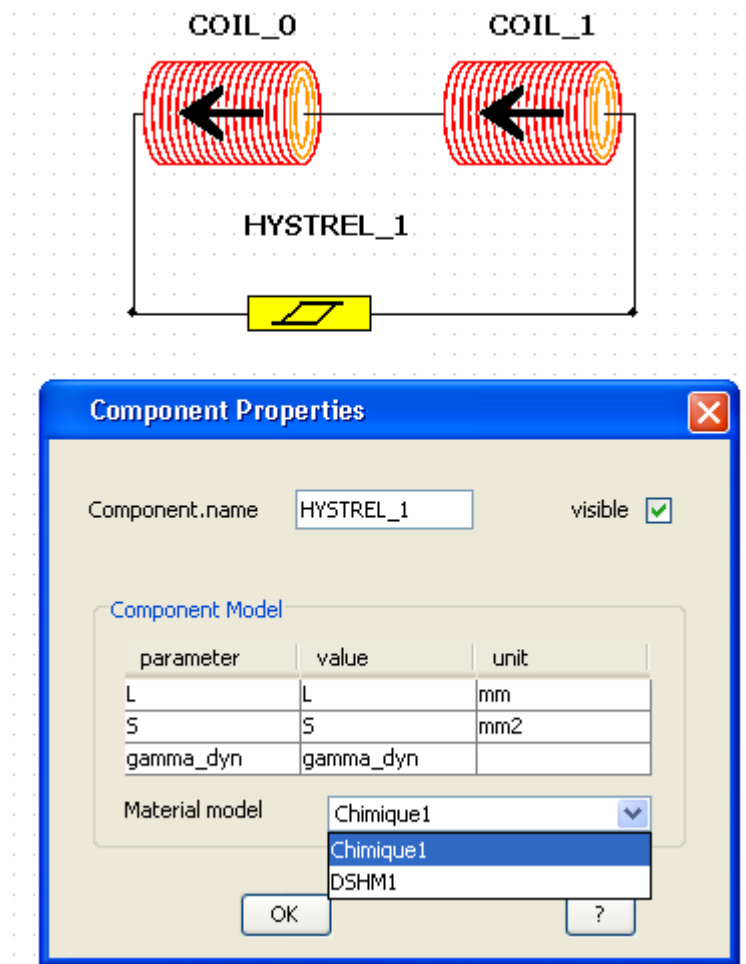 COIL_0 COIL_1
HYSTREL_1
Component Properties
Component.name HYSTREL_1 visible
Component Model
parameter value unit
L L mm
S S mm2
gamma_dyn gamma_dyn
Material model Chimique1
Chimique1
DSHM1
OK ?